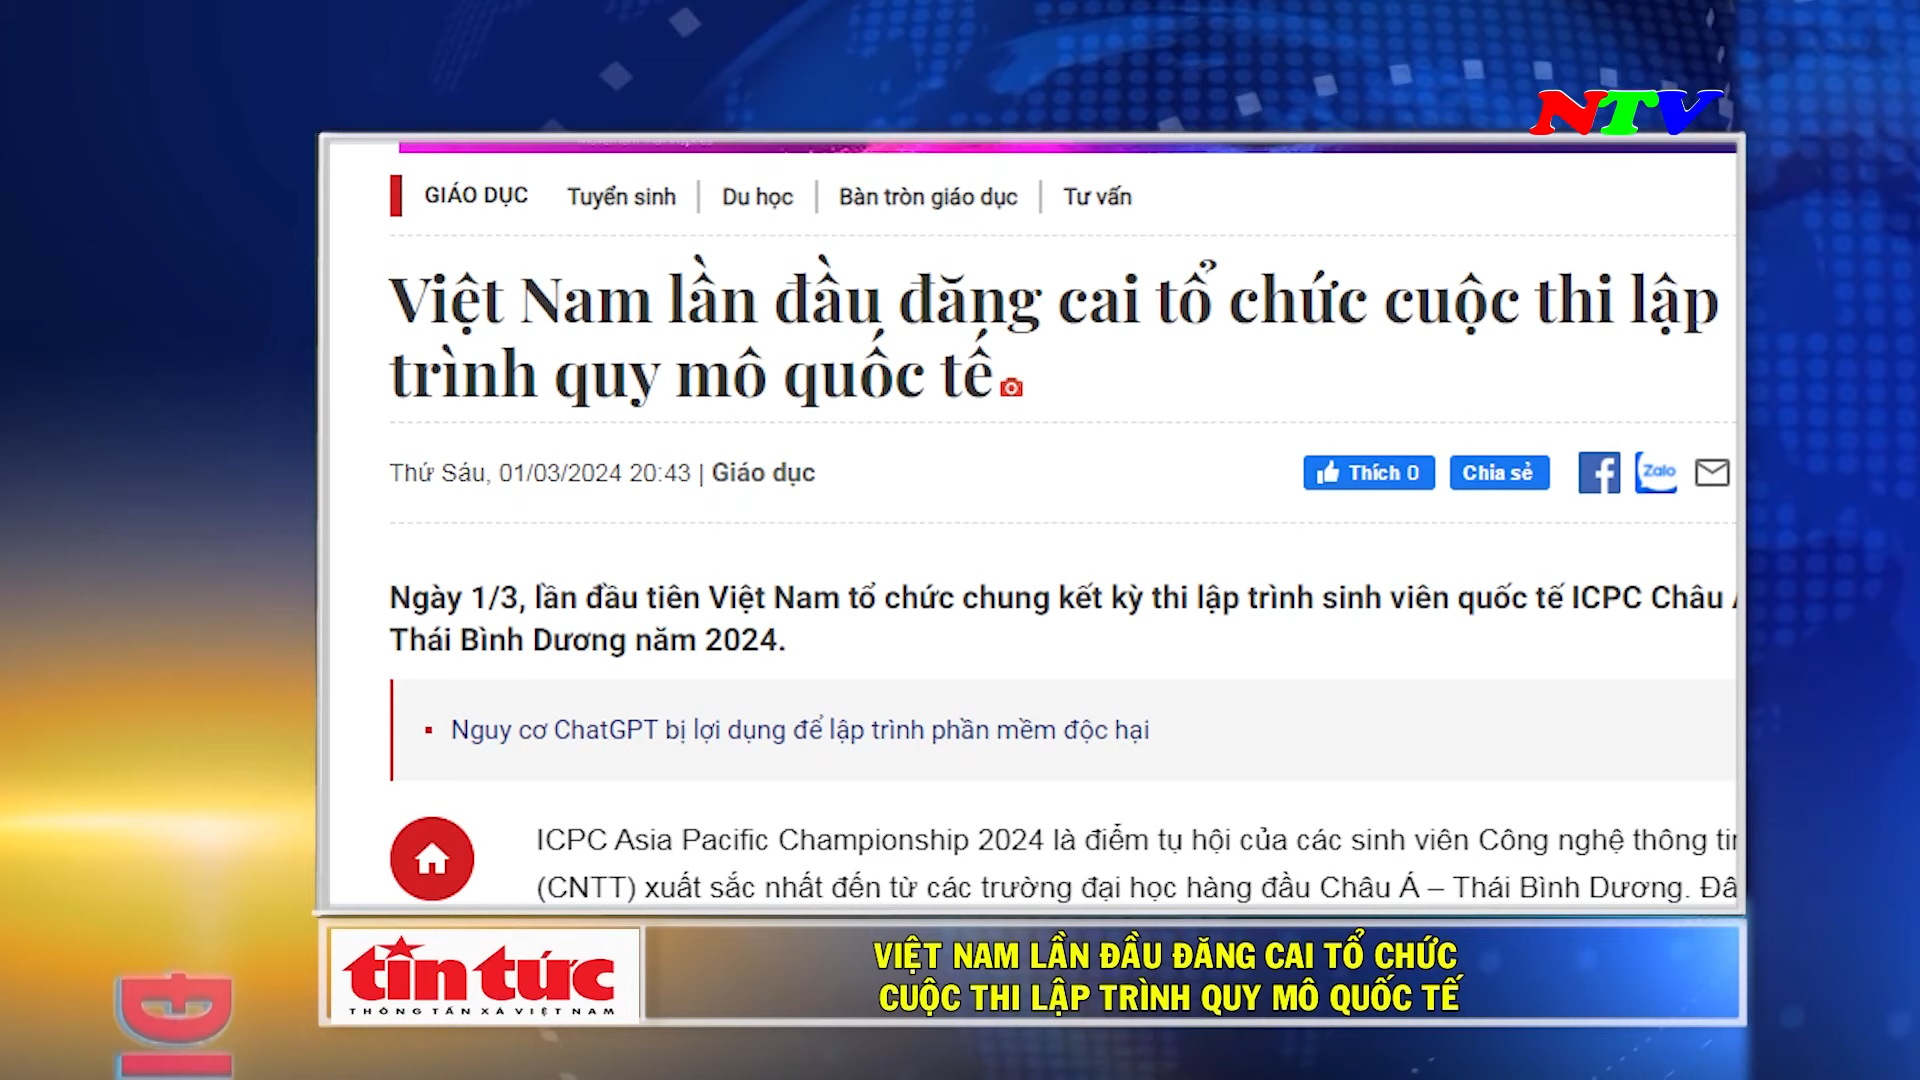 NTV
GIÁO DỤC Tuyển sinh Du học Bàn tròn giáo dục Tư vấn
Việt Nam lần đầu đăng cai tổ chức cuộc thi lập
trình quy mô quốc tế
Thứ Sáu, 01/03/2024 20:43 | Giáo dục
Thích 0 Chia sẻ Zalo
Ngày 1/3, lần đầu tiên Việt Nam tổ chức chung kết kỳ thi lập trình sinh viên quốc tế ICPC Châu
Thái Bình Dương năm 2024.
Nguy cơ ChatGPT bị lợi dụng để lập trình phần mềm độc hại
ICPC Asia Pacific Championship 2024 là điểm tụ hội của các sinh viên Công nghệ thông
(CNTT) xuất sắc nhất đến từ các trường đại học hàng đầu Châu Á – Thái Bình Dương.
tin tức
THÔNG TẤN XÃ VIỆT NAM
VIỆT NAM LẦN ĐẦU ĐĂNG CAI TỔ CHỨC
CUỘC THI LẬP TRÌNH QUY MÔ QUỐC TẾ